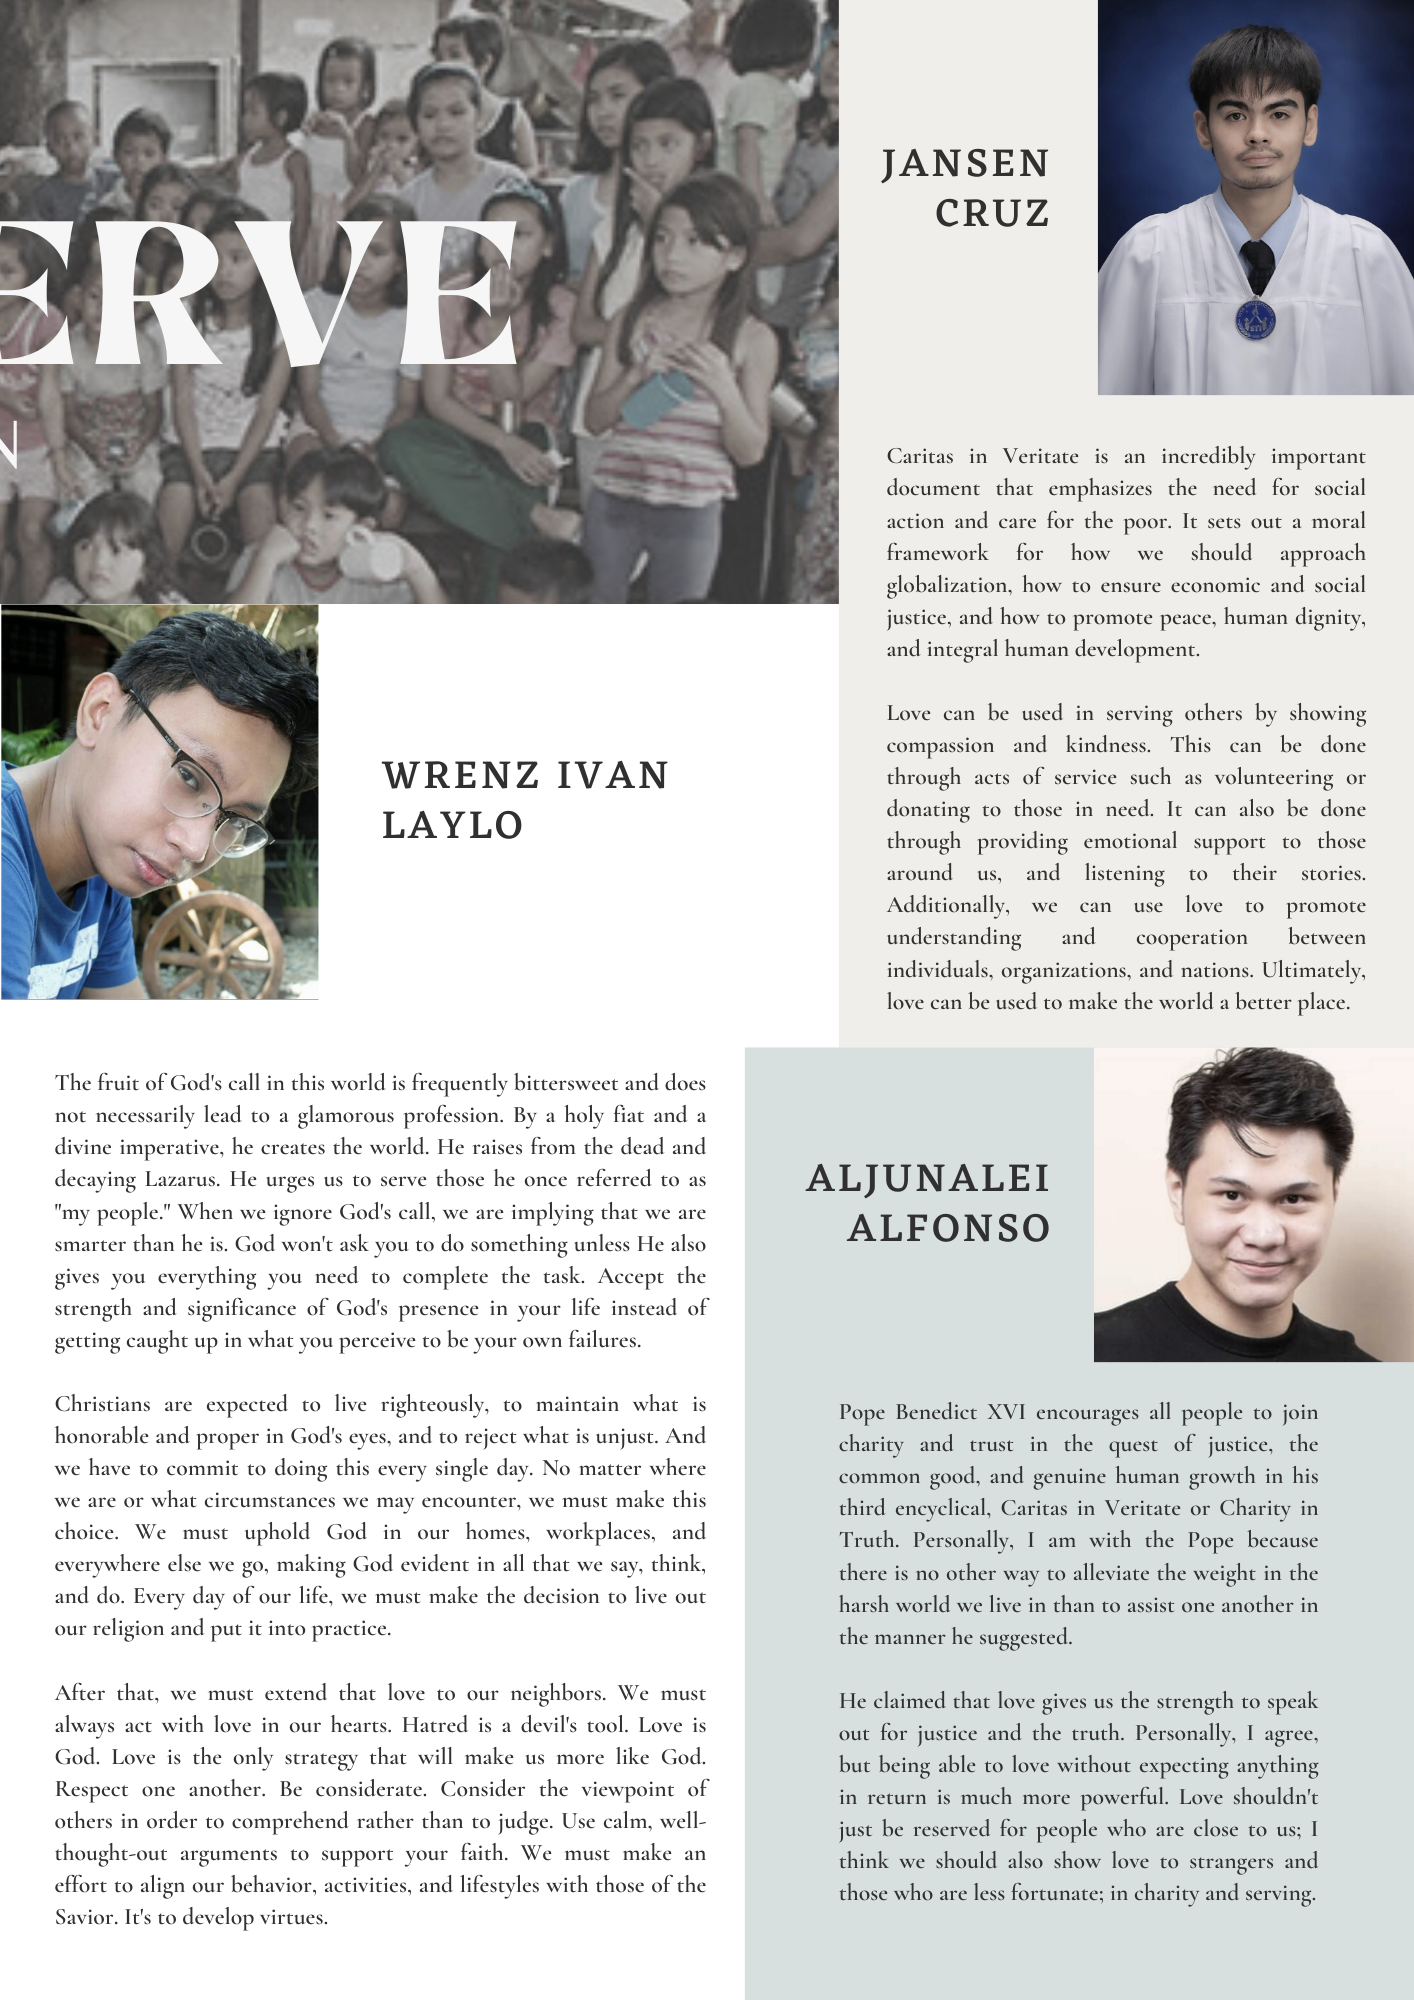 ERVE
N
JANSEN
CRUZ
Caritas in Veritate is an incredibly important
document that emphasizes the need for social
action and care for the poor. It sets out a moral
framework for how we should approach
globalization, how to ensure economic and social
justice, and how to promote peace, human dignity,
and integral human development.
Love can be used in serving others by showing
compassion and kindness. This can be done
through acts of service such as volunteering or
donating to those in need. It can also be done
through providing emotional support to those
around us, and listening to their stories.
Additionally, we can use love to promote
understanding and cooperation between
individuals, organizations, and nations. Ultimately,
love can be used to make the world a better place.
WRENZ IVAN
LAYLO
The fruit of God's call in this world is frequently bittersweet and does
not necessarily lead to a glamorous profession. By a holy fiat and a
divine imperative, he creates the world. He raises from the dead and
decaying Lazarus. He urges us to serve those he once referred to as
"my people." When we ignore God's call, we are implying that we are
smarter than he is. God won't ask you to do something unless He also
gives you everything you need to complete the task. Accept the
strength and significance of God's presence in your life instead of
getting caught up in what you perceive to be your own failures.
Christians are expected to live righteously, to maintain what is
honorable and proper in God's eyes, and to reject what is unjust. And
we have to commit to doing this every single day. No matter where
we are or what circumstances we may encounter, we must make this
choice. We must uphold God in our homes, workplaces, and
everywhere else we go, making God evident in all that we say, think,
and do. Every day of our life, we must make the decision to live out
our religion and put it into practice.
After that, we must extend that love to our neighbors. We must
always act with love in our hearts. Hatred is a devil's tool. Love is
God. Love is the only strategy that will make us more like God.
Respect one another. Be considerate. Consider the viewpoint of
others in order to comprehend rather than to judge. Use calm, well-
thought-out arguments to support your faith. We must make an
effort to align our behavior, activities, and lifestyles with those of the
Savior. It's to develop virtues.
ALJUNALEI
ALFONSO
Pope Benedict XVI encourages all people to join
charity and trust in the quest of justice, the
common good, and genuine human growth in his
third encyclical, Caritas in Veritate or Charity in
Truth. Personally, I am with the Pope because
there is no other way to alleviate the weight in the
harsh world we live in than to assist one another in
the manner he suggested.
He claimed that love gives us the strength to speak
out for justice and the truth. Personally, I agree,
but being able to love without expecting anything
in return is much more powerful. Love shouldn't
just be reserved for people who are close to us; I
think we should also show love to strangers and
those who are less fortunate; in charity and serving.